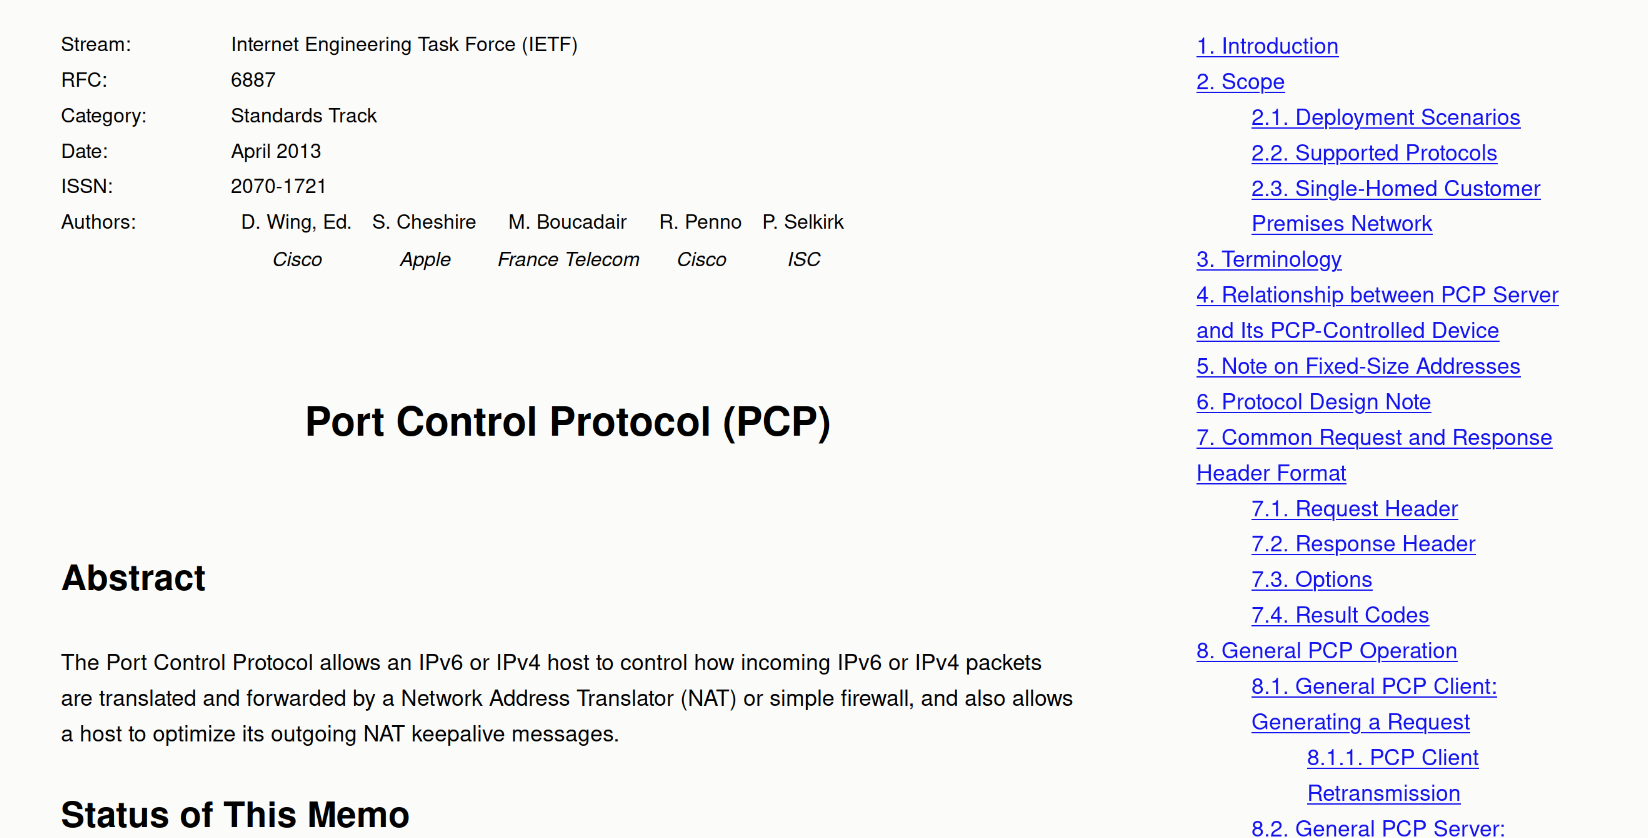 Stream: Internet Engineering Task Force (IETF)
RFC: 6887
Category: Standards Track
Date: April 2013
ISSN: 2070-1721
Authors: D. Wing, Ed. S. Cheshire M. Boucadair R. Penno P. Selkirk
Cisco Apple France Telecom Cisco ISC
Port Control Protocol (PCP)
Abstract
The Port Control Protocol allows an IPv6 or IPv4 host to control how incoming IPv6 or IPv4 packets
are translated and forwarded by a Network Address Translator (NAT) or simple firewall, and also allows
a host to optimize its outgoing NAT keepalive messages.
Status of This Memo
1. Introduction
2. Scope
2.1. Deployment Scenarios
2.2. Supported Protocols
2.3. Single-Homed Customer
Premises Network
3. Terminology
4. Relationship between PCP Server
and Its PCP-Controlled Device
5. Note on Fixed-Size Addresses
6. Protocol Design Note
7. Common Request and Response
Header Format
7.1. Request Header
7.2. Response Header
7.3. Options
7.4. Result Codes
8. General PCP Operation
8.1. General PCP Client:
Generating a Request
8.1.1. PCP Client
Retransmission
8.2. General PCP Server: